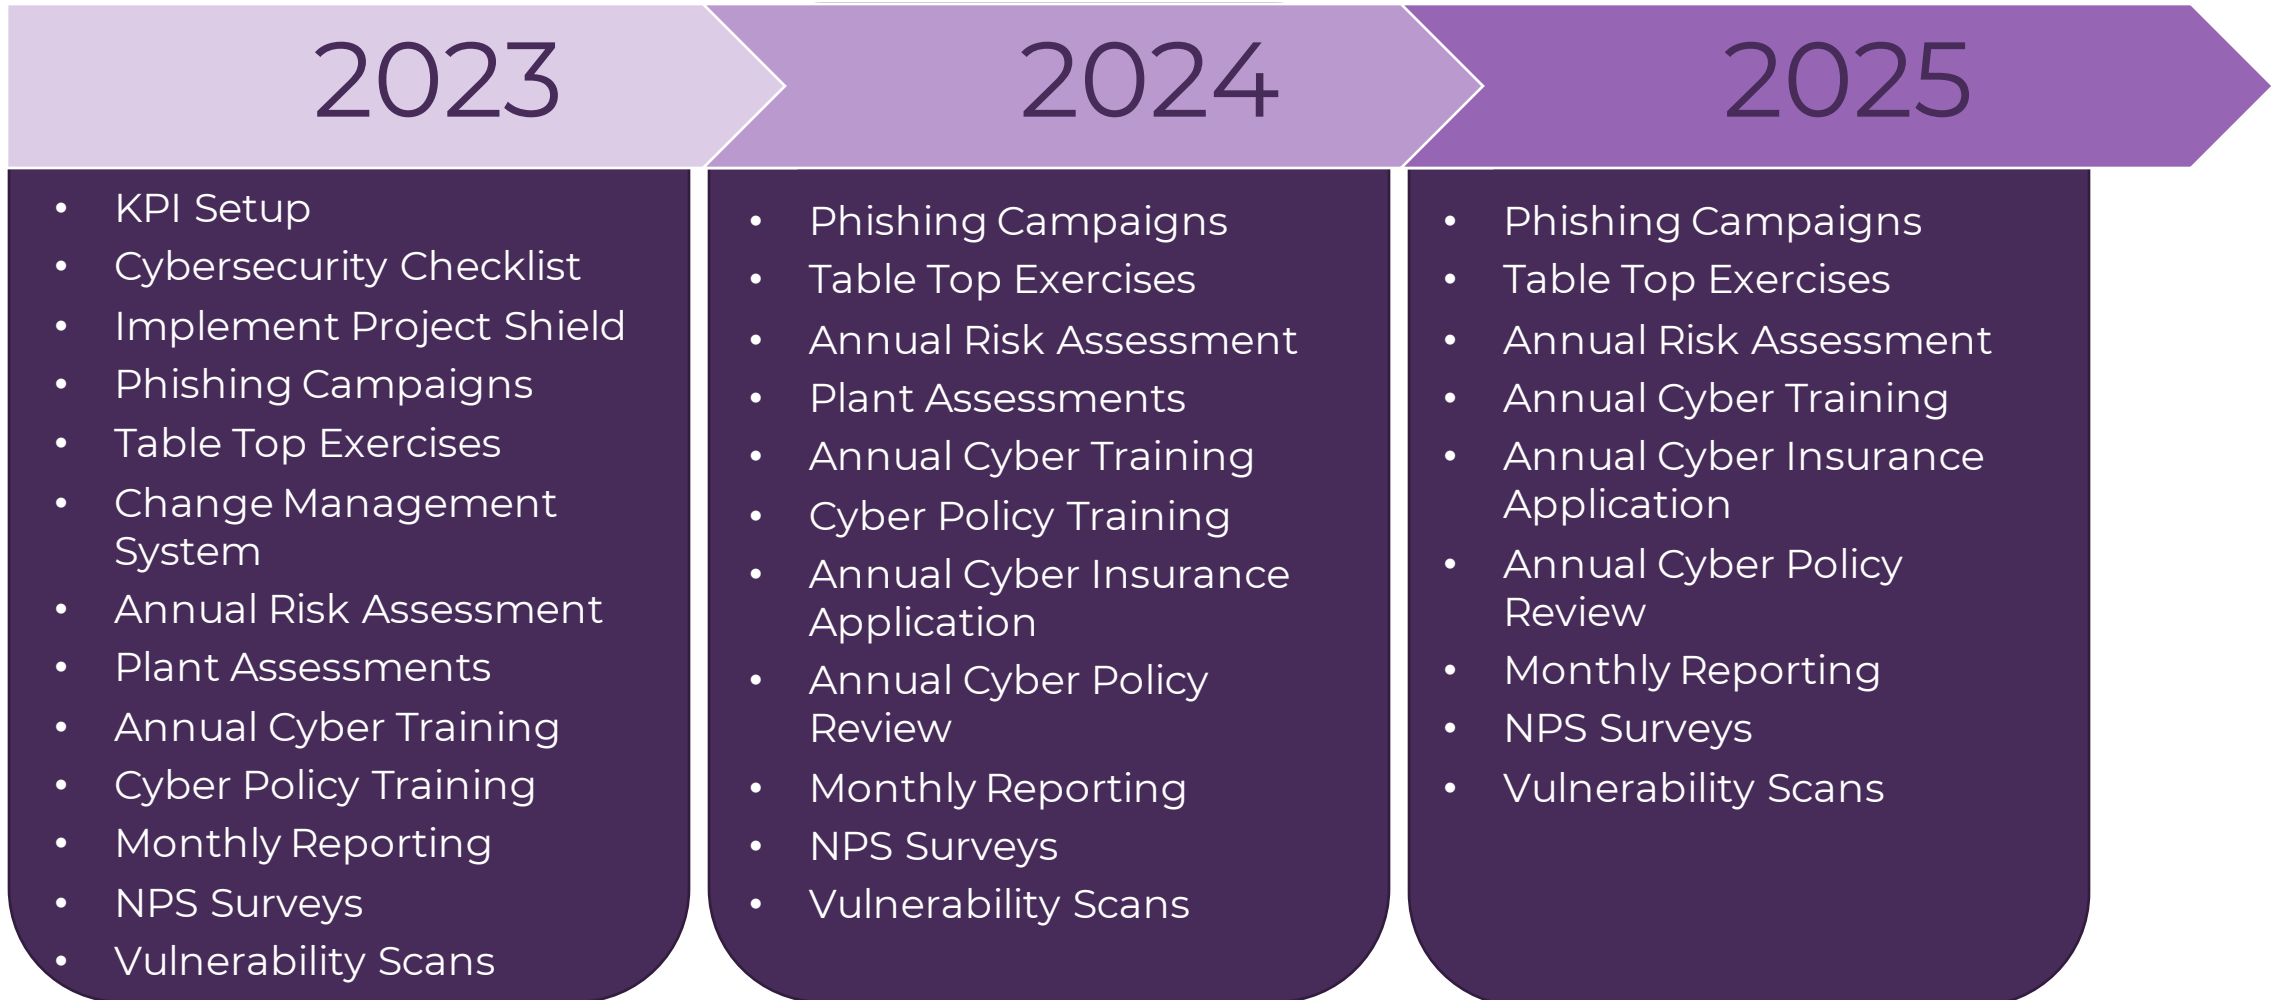 2023
• KPI Setup
• Cybersecurity Checklist
• Implement Project Shield
• Phishing Campaigns
• Table Top Exercises
• Change Management
System
• Annual Risk Assessment
• Plant Assessments
• Annual Cyber Training
• Cyber Policy Training
• Monthly Reporting
• NPS Surveys
• Vulnerability Scans
2024
• Phishing Campaigns
• Table Top Exercises
• Annual Risk Assessment
• Plant Assessments
• Annual Cyber Training
• Cyber Policy Training
• Annual Cyber Insurance
Application
• Annual Cyber Policy
Review
• Monthly Reporting
• NPS Surveys
• Vulnerability Scans
2025
• Phishing Campaigns
• Table Top Exercises
• Annual Risk Assessment
• Annual Cyber Training
• Annual Cyber Insurance
Application
• Annual Cyber Policy
Review
• Monthly Reporting
• NPS Surveys
• Vulnerability Scans